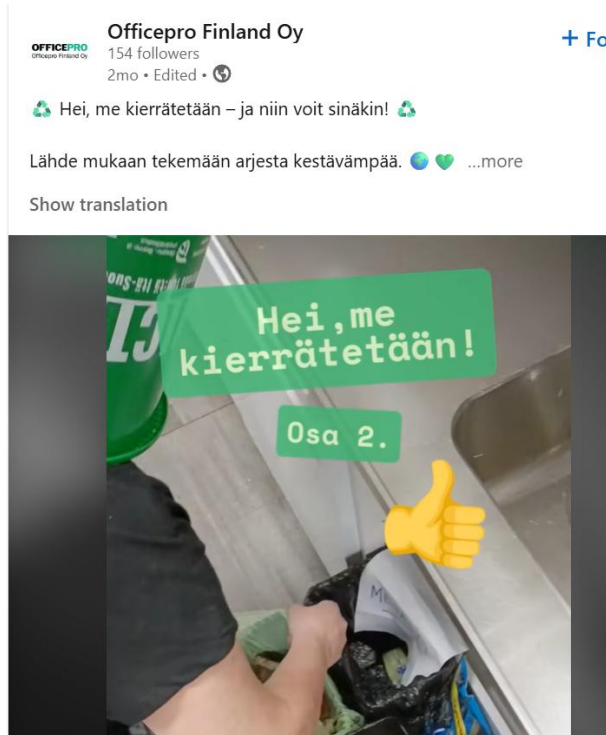 Officepro Finland Oy
OFFICEPRO
Officepro Finland Oy
154 followers
2mo • Edited •
+ Fo
♻️ Hei, me kierrätetään – ja niin voit sinäkin! ♻️
Lähde mukaan tekemään arjesta kestävämpää. 🌍 💚 ...more
Show translation
Hei,me
kierrätetään!
Osa 2.